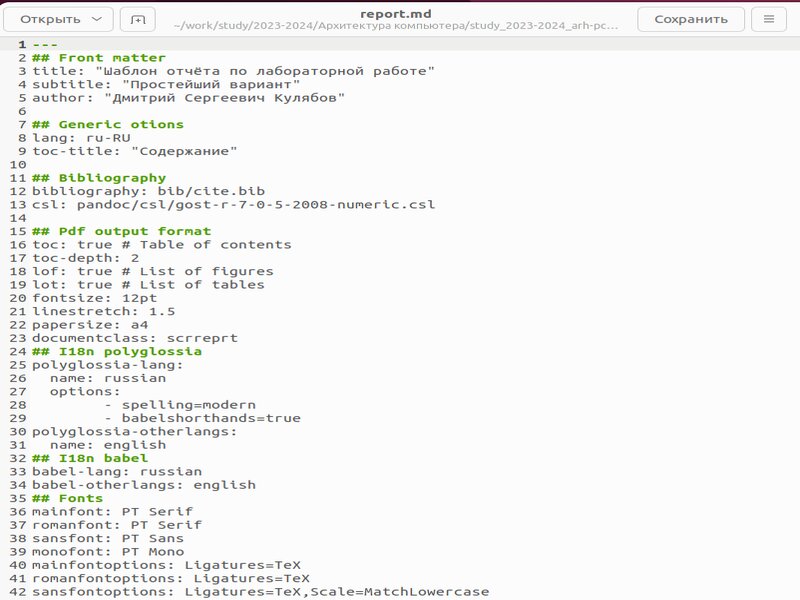 Открыть
report.md
~/work/study/2023-2024/Архитектура компьютера/study_2023-2024_arh-pc...
Сохранить
1 ---
2 ## Front matter
3 title: "Шаблон отчёта по лабораторной работе"
4 subtitle: "Простейший вариант"
5 author: "Дмитрий Сергеевич Кулябов"
6
7 ## Generic otions
8 lang: ru-RU
9 toc-title: "Содержание"
10
11 ## Bibliography
12 bibliography: bib/cite.bib
13 csl: pandoc/csl/gost-r-7-0-5-2008-numeric.csl
14
15 ## Pdf output format
16 toc: true # Table of contents
17 toc-depth: 2
18 lof: true # List of figures
19 lot: true # List of tables
20 fontsize: 12pt
21 linestretch: 1.5
22 papersize: a4
23 documentclass: scrreprt
24 ## I18n polyglossia
25 polyglossia-lang:
26   name: russian
27   options:
28         - spelling=modern
29         - babelshorthands=true
30 polyglossia-otherlangs:
31   name: english
32 ## I18n babel
33 babel-lang: russian
34 babel-otherlangs: english
35 ## Fonts
36 mainfont: PT Serif
37 romanfont: PT Serif
38 sansfont: PT Sans
39 monofont: PT Mono
40 mainfontoptions: Ligatures=TeX
41 romanfontoptions: Ligatures=TeX
42 sansfontoptions: Ligatures=TeX,Scale=MatchLowercase